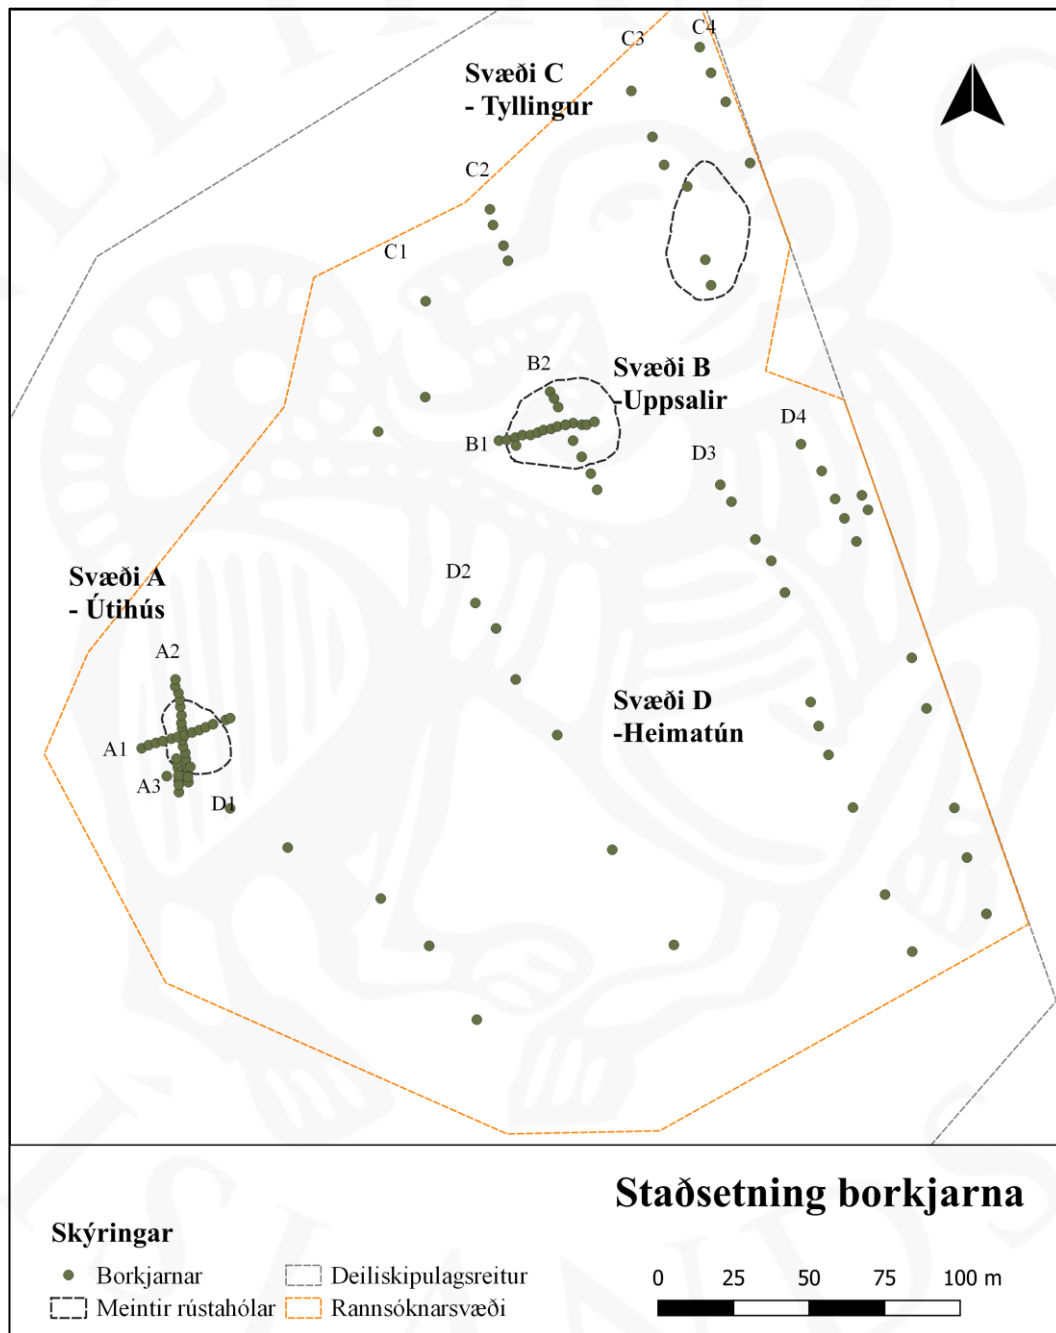 C3
C4
Svæði C
- Tyllingur
C2
C1
B2
Svæði B
-Uppsalir
B1
D4
D3
Svæði A
- Útihús
D2
A2
Svæði D
-Heimatún
A1
A3
D1
Staðsetning borkjarna
Skýringar
Borkjarnar
Deiliskipulagsreitur
Meintir rústahólar
Rannsóknarsvæði
0 25 50 75 100 m